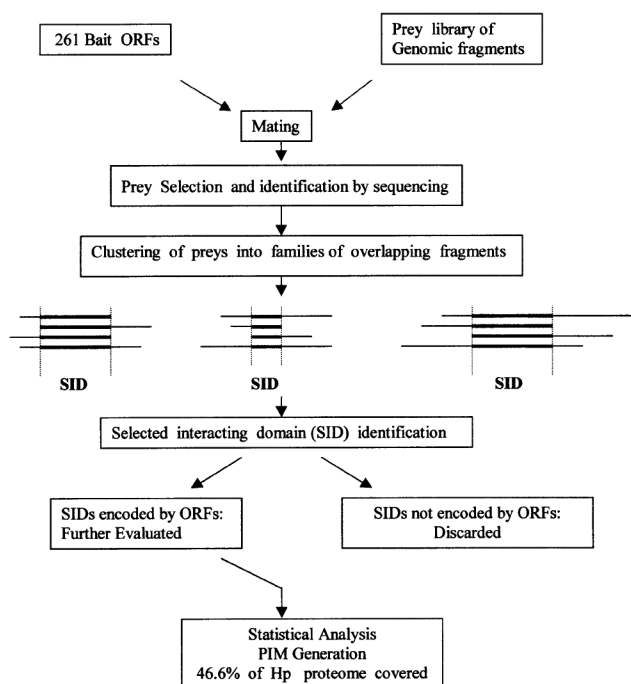 261 Bait ORFs
Prey library of
Genomic fragments
Mating
Prey Selection and identification by sequencing
Clustering of preys into families of overlapping fragments
SID
SID
SID
Selected interacting domain (SID) identification
SIDs encoded by ORFs:
Further Evaluated
SIDs not encoded by ORFs:
Discarded
Statistical Analysis
PIM Generation
46.6% of Hp proteome covered